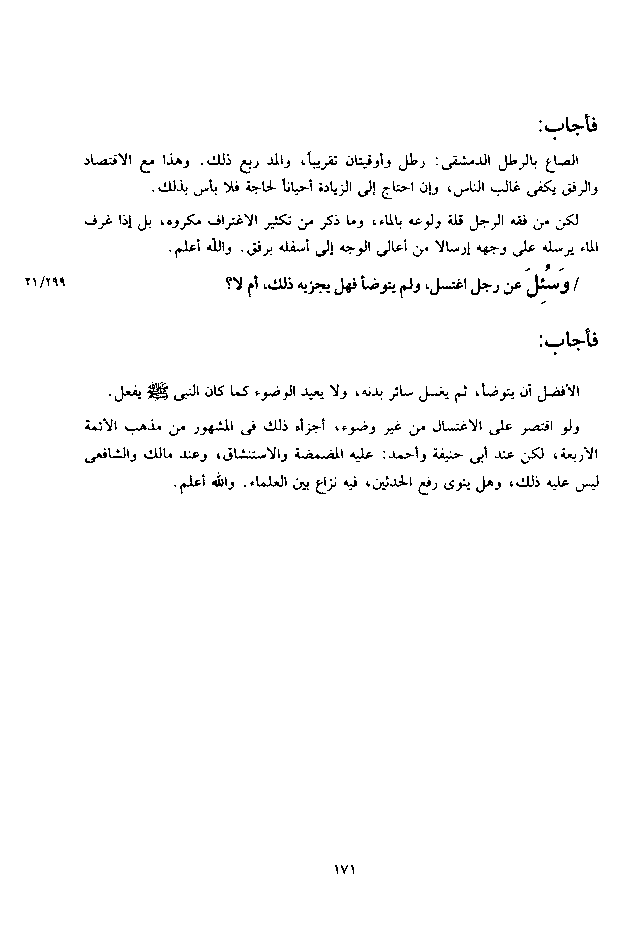 فأجاب:
الصاع بالرطل الدمشقى: رطل وأوقيتان تقريباً، والمد ربع ذلك. وهذا مع الاقتصاد
والرفق يكفى غالب الناس، وإن احتاج إلى الزيادة أحياناً لحاجة فلا بأس بذلك.
لكن من فقه الرجل قلة ولوعه بالماء، وما ذكر من تكثير الاغتراف مكروه، بل إذا غرف
الماء يرسله على وجهه إرسالا من أعالى الوجه إلى أسفله برفق. والله أعلم.
/ وَسُئِلَ عن رجل اغتسل، ولم يتوضأ فهل يجزيه ذلك، أم لا؟ ٢١/٢٩٩
فأجاب:
الأفضل أن يتوضأ، ثم يغسل سائر بدنه، ولا يعيد الوضوء كما كان النبى ﷺ يفعل.
ولو اقتصر على الاغتسال من غير وضوء، أجزأه ذلك فى المشهور من مذهب الأئمة
الأربعة، لكن عند أبى حنيفة وأحمد: عليه المضمضة والاستنشاق، وعند مالك والشافعى
ليس عليه ذلك، وهل ينوى رفع الحدثين، فيه نزاع بين العلماء. والله أعلم.
١٧١